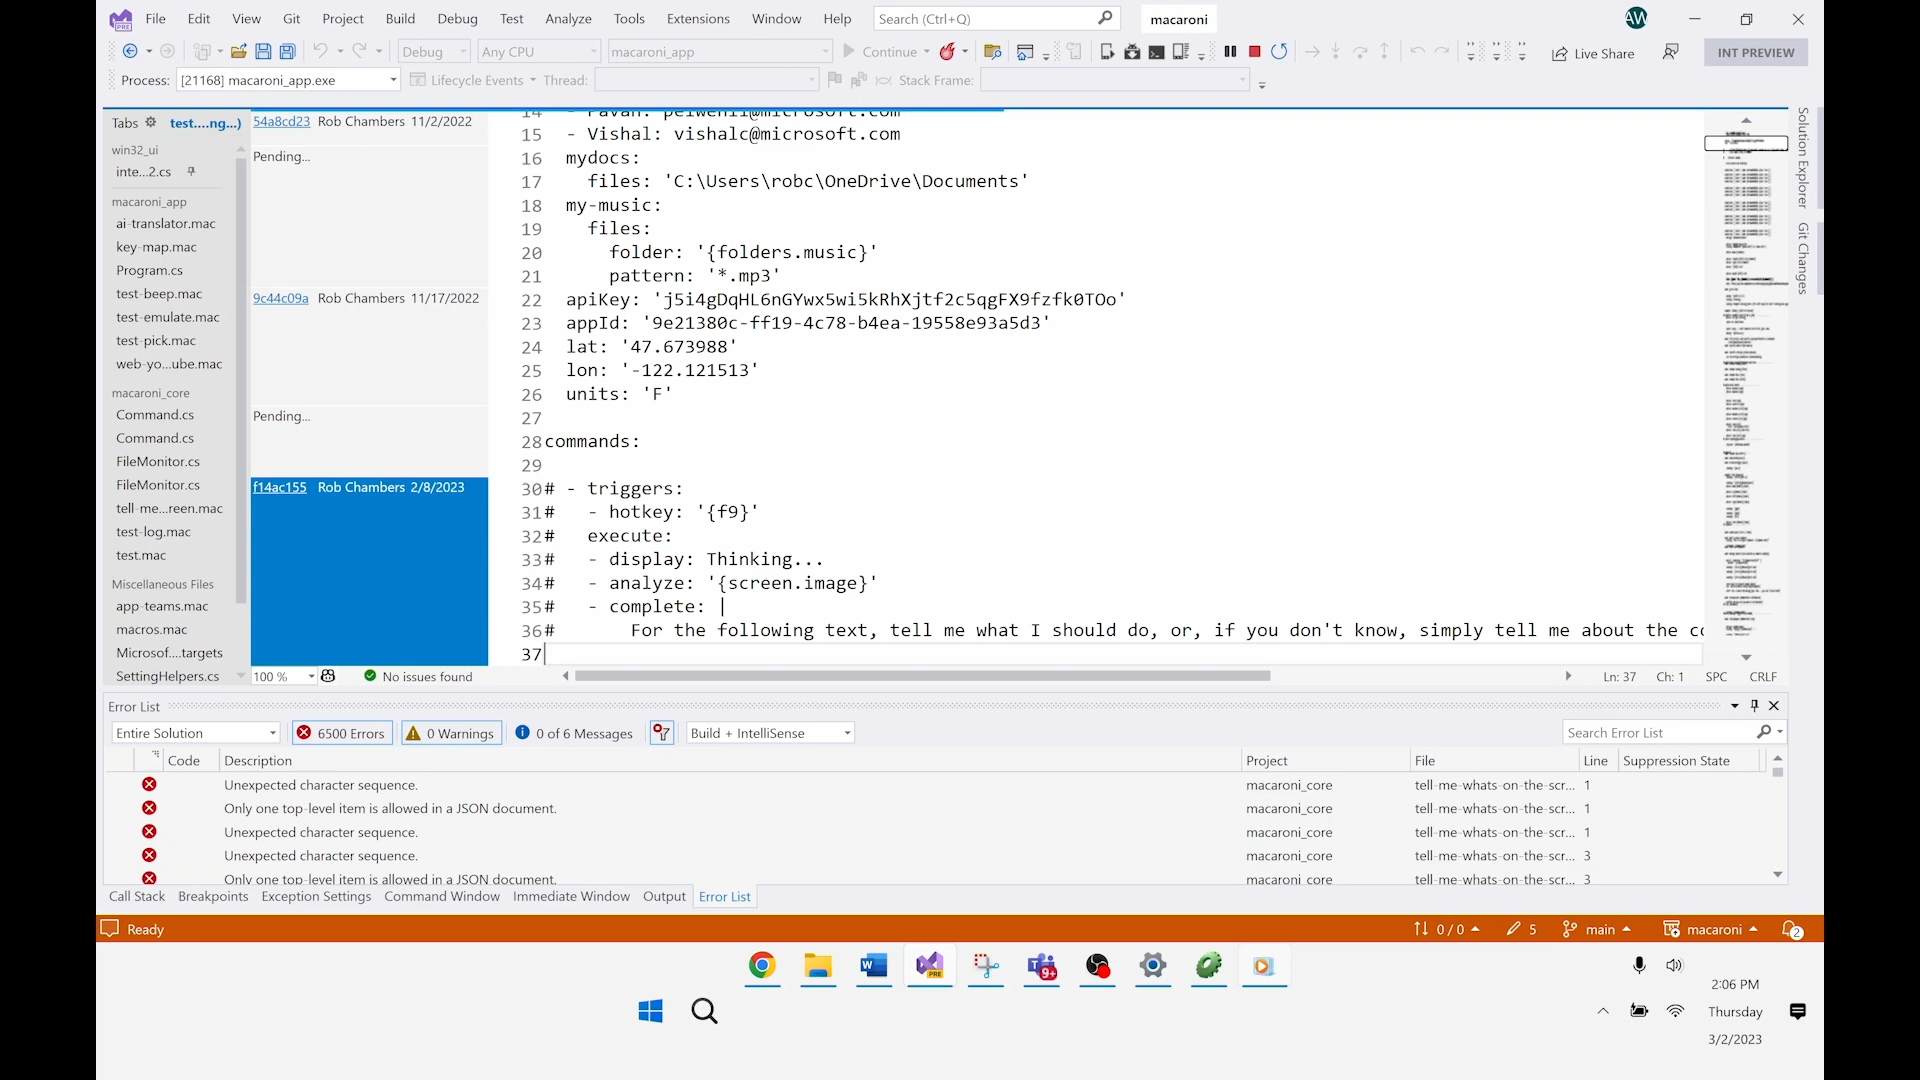 File Edit View Git Project Build Debug Test Analyze Tools Extensions Window Help Search (Ctrl+Q) macaroni AW
Debug Any CPU macaroni_app Continue Live Share INT PREVIEW
Process: [21168] macaroni_app.exe Lifecycle Events Thread: Stack Frame:
Tabs test....ng...)
win32_ui
inte...2.cs
macaroni_app
ai-translator.mac
key-map.mac
Program.cs
test-beep.mac
test-emulate.mac
test-pick.mac
web-yo...ube.mac
macaroni_core
Command.cs
Command.cs
FileMonitor.cs
FileMonitor.cs
tell-me...reen.mac
test-log.mac
test.mac
Miscellaneous Files
app-teams.mac
macros.mac
Microsof....targets
SettingHelpers.cs
54a8cd23 Rob Chambers 11/2/2022
Pending...
9c44c09a Rob Chambers 11/17/2022
Pending...
f14ac155 Rob Chambers 2/8/2023
15 - Vishal: vishalc@microsoft.com
16 mydocs:
17 files: 'C:\Users\robc\OneDrive\Documents'
18 my-music:
19 files:
20 folder: '{folders.music}'
21 pattern: '*.mp3'
22 apiKey: 'j5i4gDqHL6nGYwx5wi5kRhXjtf2c5qgFX9fzfk0TOo'
23 appId: '9e21380c-ff19-4c78-b4ea-19558e93a5d3'
24 lat: '47.673988'
25 lon: '-122.121513'
26 units: 'F'
27
28 commands:
29
30 # - triggers:
31 # - hotkey: '{f9}'
32 # execute:
33 # - display: Thinking...
34 # - analyze: '{screen.image}'
35 # - complete: |
36 # For the following text, tell me what I should do, or, if you don't know, simply tell me about the
37
100 % No issues found Ln: 37 Ch: 1 SPC CRLF
Solution Explorer
Git Changes
Error List
Entire Solution 6500 Errors 0 Warnings 0 of 6 Messages Build + IntelliSense Search Error List
Code Description Project File Line Suppression State
Unexpected character sequence. macaroni_core tell-me-whats-on-the-scr... 1
Only one top-level item is allowed in a JSON document. macaroni_core tell-me-whats-on-the-scr... 1
Unexpected character sequence. macaroni_core tell-me-whats-on-the-scr... 1
Unexpected character sequence. macaroni_core tell-me-whats-on-the-scr... 3
Only one top-level item is allowed in a JSON document. macaroni_core tell-me-whats-on-the-scr... 3
Call Stack Breakpoints Exception Settings Command Window Immediate Window Output Error List
Ready 0 / 0 5 main macaroni 2
9+
2:06 PM
Thursday
3/2/2023